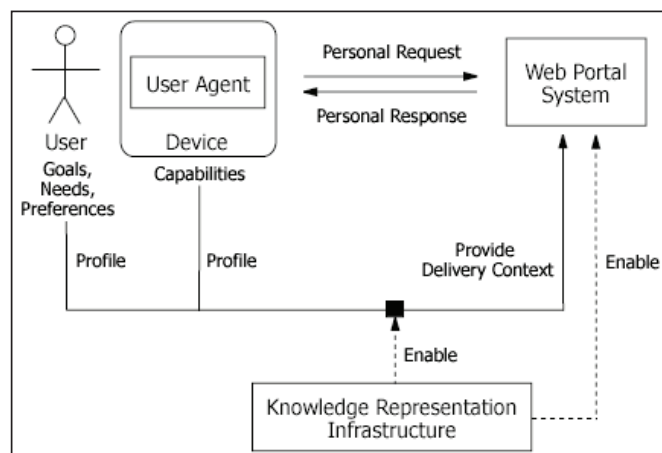 User Agent
Device
Capabilities
User
Goals,
Needs,
Preferences
Personal Request
Personal Response
Web Portal
System
Profile
Profile
Provide
Delivery Context
Enable
Enable
Knowledge Representation
Infrastructure